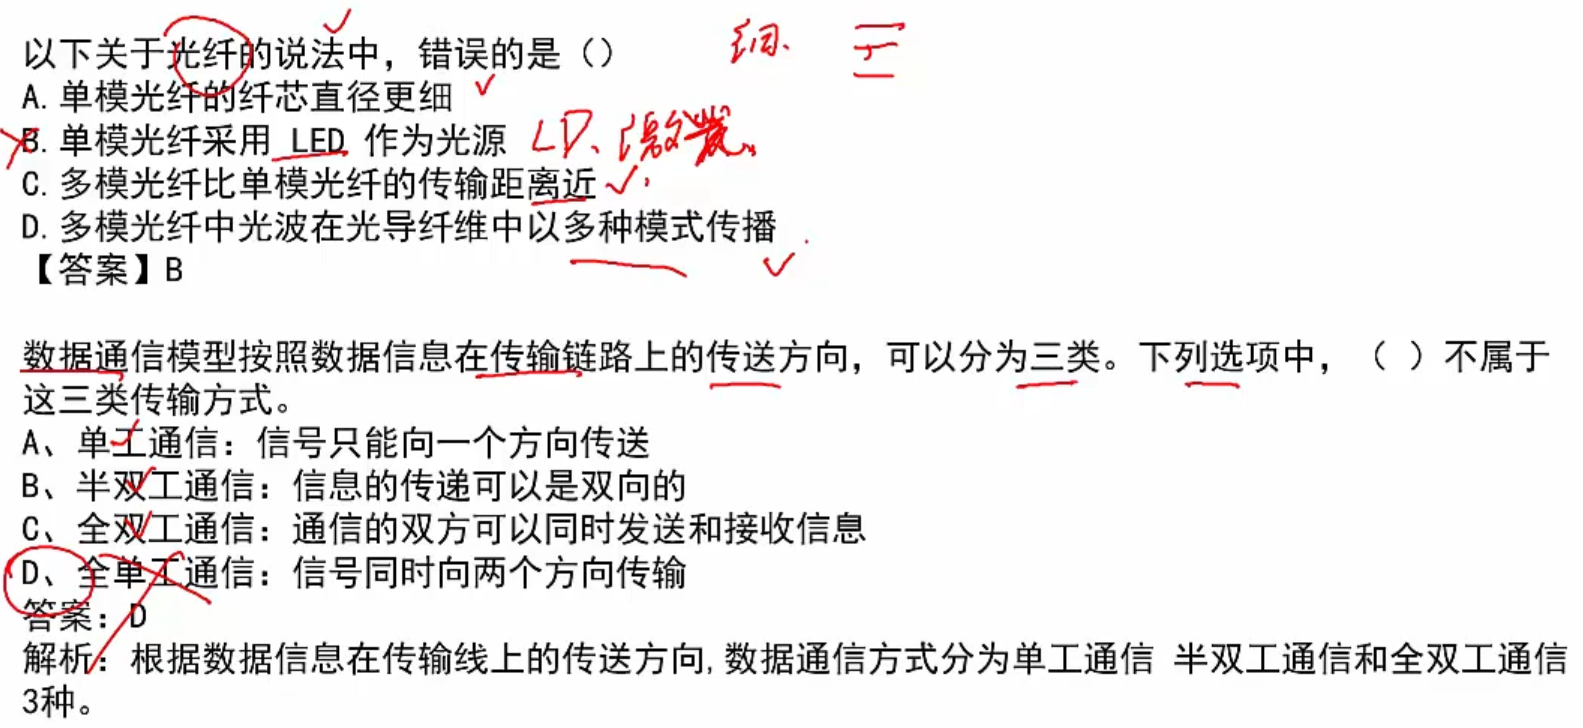 以下关于光纤的说法中，错误的是（）
A. 单模光纤的纤芯直径更细
B. 单模光纤采用 LED 作为光源 LD、激光
C. 多模光纤比单模光纤的传输距离近
D. 多模光纤中光波在光导纤维中以多种模式传播
【答案】B
数据通信模型按照数据信息在传输链路上的传送方向，可以分为三类。下列选项中，（ ）不属于
这三类传输方式。
A、单工通信：信号只能向一个方向传送
B、半双工通信：信息的传递可以是双向的
C、全双工通信：通信的双方可以同时发送和接收信息
D、全单工通信：信号同时向两个方向传输
答案：D
解析：根据数据信息在传输线上的传送方向,数据通信方式分为单工通信 半双工通信和全双工通信
3种。